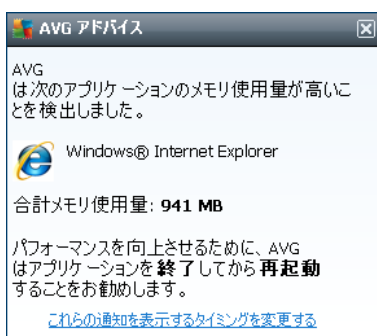 AVG アドバイス
AVG
は次のアプリケーションのメモリ使用量が高いこ
とを検出しました。
Windows® Internet Explorer
合計メモリ使用量: 941 MB
パフォーマンスを向上させるために、AVG
はアプリケーションを終了してから再起動
することをお勧めします。
これらの通知を表示するタイミングを変更する